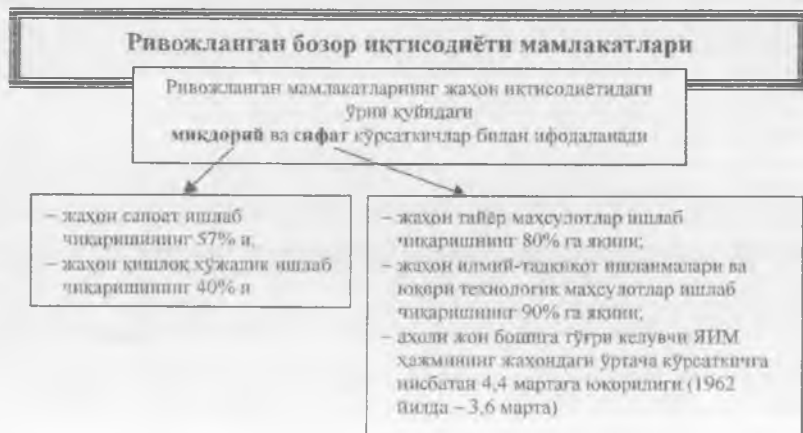 Ривожланган бозор иқтисодиёти мамлакатлари
Ривожланган мамлакатларнинг жаҳон иқтисодиётидаги
ўрни қуйидаги
миқдорий ва сифат кўрсаткичлар билан ифодаланади
– жаҳон саноат ишлаб
чиқаришининг 57% и;
– жаҳон қишлоқ хўжалик ишлаб
чиқаришининг 40% и
– жаҳон тайёр маҳсулотлар ишлаб
чиқаришнинг 80% га яқини;
– жаҳон илмий-тадқиқот ишланмалари ва
юқори технологик маҳсулотлар ишлаб
чиқаришнинг 90% га яқини;
– аҳоли жон бошига тўғри келувчи ЯИМ
ҳажмининг жаҳондаги ўртача кўрсаткичга
нисбатан 4,4 мартага юқорилиги (1962
йилда – 3,6 марта)